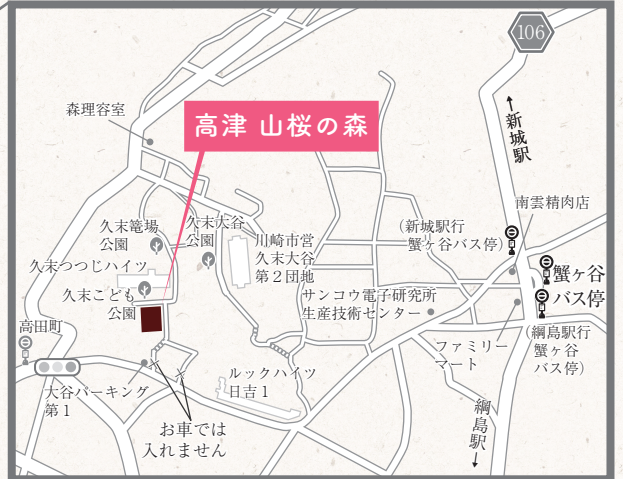 106
↑新城駅
森理容室
高津 山桜の森
南雲精肉店
久末篭場
公園
久末大谷
公園
川崎市営
久末大谷
第２団地
（新城駅行
蟹ヶ谷バス停）
久末つつじハイツ
久末こども
公園
サンコウ電子研究所
生産技術センター
蟹ヶ谷
バス停
高田町
ファミリー
マート
（綱島駅行
蟹ヶ谷
バス停）
大谷パーキング
第１
ルックハイツ
日吉１
お車では
入れません
綱島駅↓